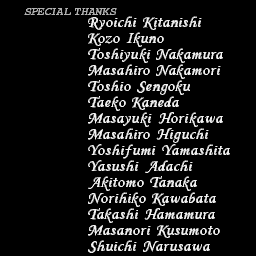 SPECIAL THANKS
Ryoichi Kitanishi
Kozo Ikuno
Toshiyuki Nakamura
Masahiro Nakamori
Toshio Sengoku
Taeko Kaneda
Masayuki Horikawa
Masahiro Higuchi
Yoshifumi Yamashita
Yasushi Adachi
Akitomo Tanaka
Norihiko Kawabata
Takashi Hamamura
Masanori Kusumoto
Shuichi Narusawa